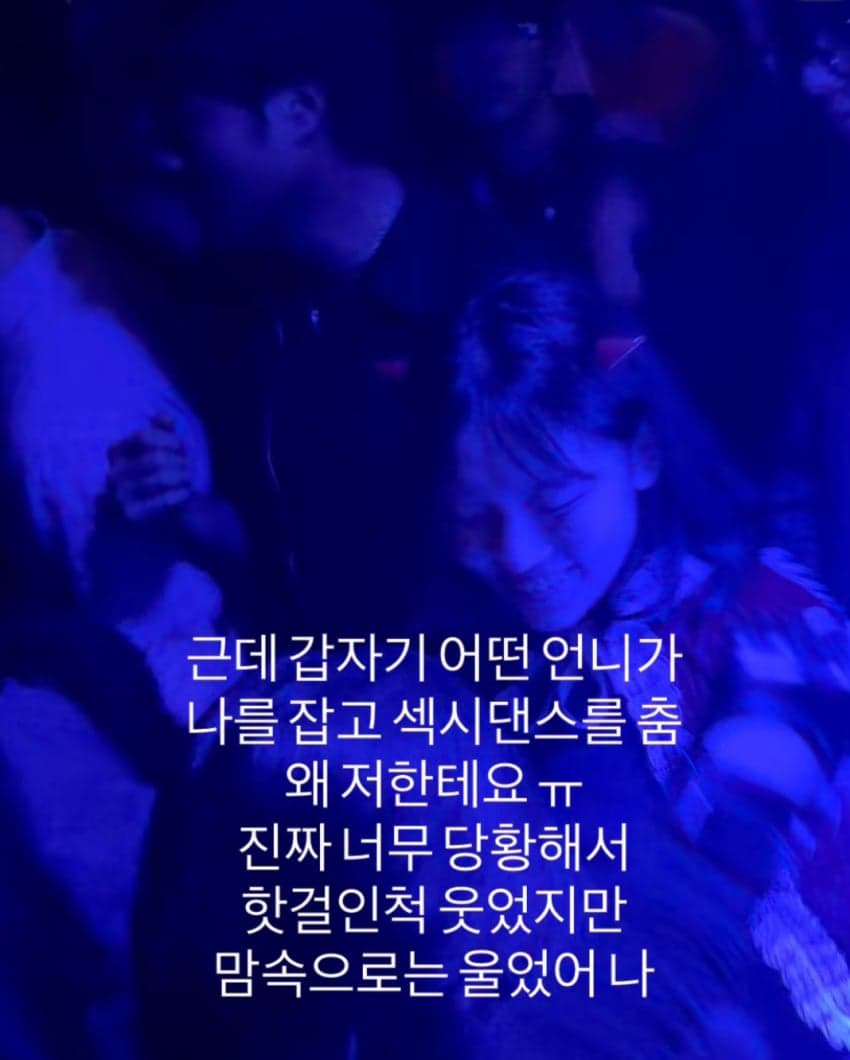 근데 갑자기 어떤 언니가
나를 잡고 섹시댄스를 춤
왜 저한테요 ㅠ
진짜 너무 당황해서
핫걸인척 웃었지만
맘속으로는 울었어 나